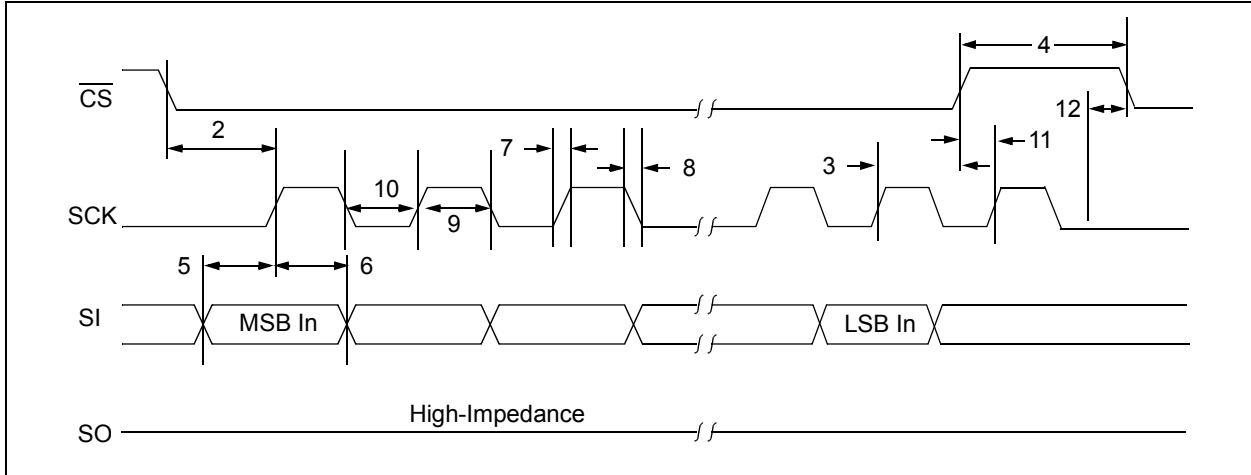 4
CS
12
2
7
11
3
8
10
SCK
9
5
6
SI
MSB In
LSB In
High-Impedance
SO